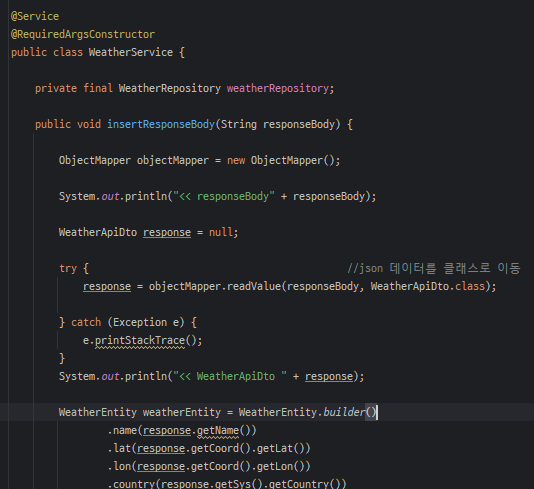 @Service
@RequiredArgsConstructor
public class WeatherService {
private final WeatherRepository weatherRepository;
public void insertResponseBody(String responseBody) {
ObjectMapper objectMapper = new ObjectMapper();
System.out.println("<< responseBody" + responseBody);
WeatherApiDto response = null;
try { //json 데이터를 클래스로 이동
response = objectMapper.readValue(responseBody, WeatherApiDto.class);
} catch (Exception e) {
e.printStackTrace();
}
System.out.println("<< WeatherApiDto " + response);
WeatherEntity weatherEntity = WeatherEntity.builder()
.name(response.getName())
.lat(response.getCoord().getLat())
.lon(response.getCoord().getLon())
.country(response.getSys().getCountry())